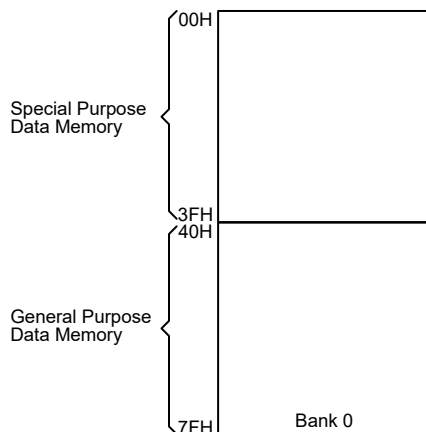 00H
Special Purpose
Data Memory
3FH
40H
General Purpose
Data Memory
7FH
Bank 0